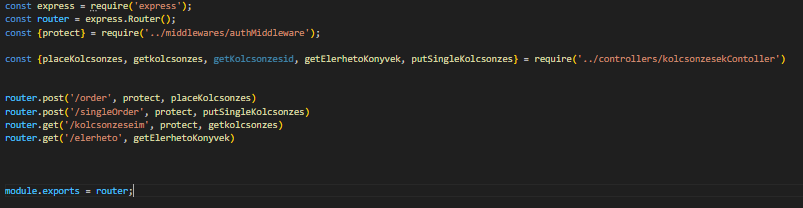 const express = require('express');
const router = express.Router();
const {protect} = require('../middlewares/authMiddleware');
const {placeKolcsonzes, getkolcsonzes, getKolcsonzesid, getElerhetoKonyvek, putSingleKolcsonzes} = require('../controllers/kolcsonzesekContoller')
router.post('/order', protect, placeKolcsonzes)
router.post('/singleOrder', protect, putSingleKolcsonzes)
router.get('/kolcsonzeseim', protect, getkolcsonzes)
router.get('/elerheto', getElerhetoKonyvek)
module.exports = router;